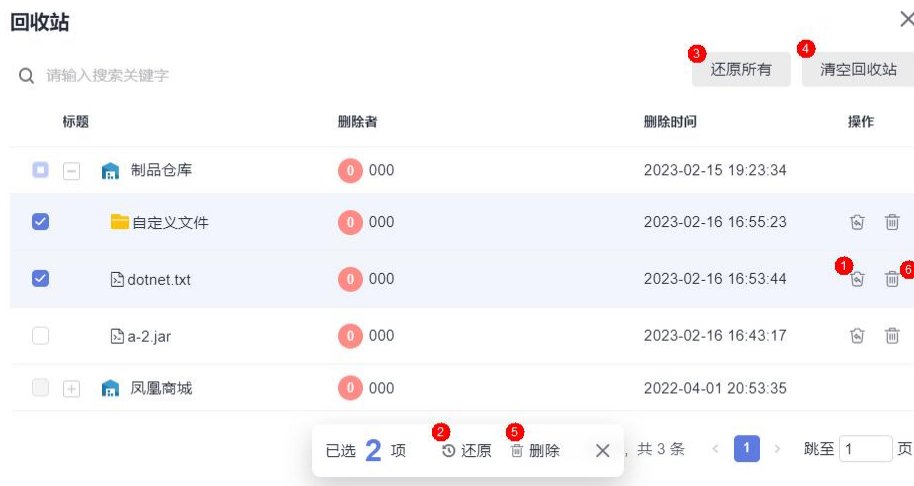 回收站
请输入搜索关键字
3 还原所有 4 清空回收站
标题 删除者 删除时间 操作
制品仓库 0 000 2023-02-15 19:23:34
自定义文件 0 000 2023-02-16 16:55:23
dotnet.txt 0 000 2023-02-16 16:53:44 1 6
a-2.jar 0 000 2023-02-16 16:43:17
凤凰商城 0 000 2022-04-01 20:53:35
已选 2 项 2 还原 5 删除 , 共 3 条 < 1 > 跳至 1 页